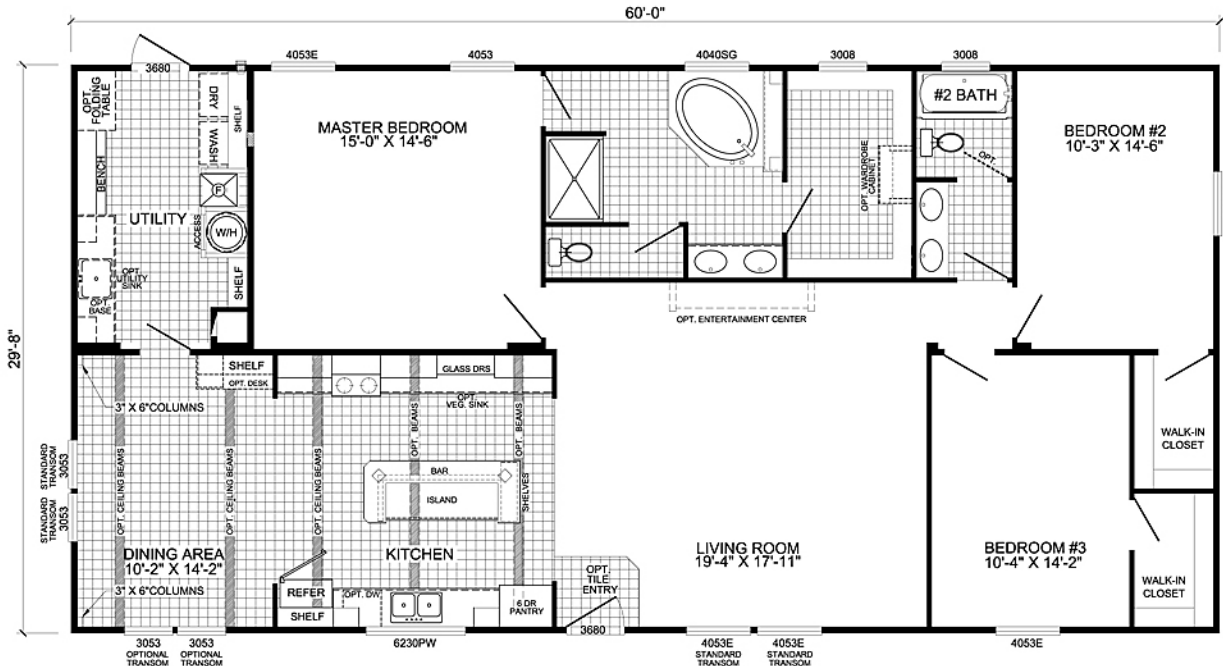 60'-0"
29'-8"
3680
4053E
4053
4040SG
3008
3008
OPT.
FOLDING
TABLE
DRY
SHELF
WASH
BENCH
F
UTILITY
ACCESS
W/H
OPT.
UTILITY
SINK
OPT.
BASE
SHELF
MASTER BEDROOM
15'-0" X 14'-6"
OPT. WARDROBE
CABINET
#2 BATH
OPT.
BEDROOM #2
10'-3" X 14'-6"
OPT. ENTERTAINMENT CENTER
SHELF
OPT. DESK
GLASS DRS
OPT.
VEG. SINK
3" X 6"COLUMNS
STANDARD
TRANSOM
3053
STANDARD
TRANSOM
3053
OPT. CEILING BEAMS
OPT. CEILING BEAMS
OPT. BEAMS
OPT. BEAMS
BAR
ISLAND
SHELVES
DINING AREA
10'-2" X 14'-2"
KITCHEN
3" X 6"COLUMNS
REFER
SHELF
OPT. DW
6 DR
PANTRY
OPT.
TILE
ENTRY
LIVING ROOM
19'-4" X 17'-11"
BEDROOM #3
10'-4" X 14'-2"
WALK-IN
CLOSET
WALK-IN
CLOSET
3053
OPTIONAL
TRANSOM
3053
OPTIONAL
TRANSOM
6230PW
3680
4053E
STANDARD
TRANSOM
4053E
STANDARD
TRANSOM
4053E